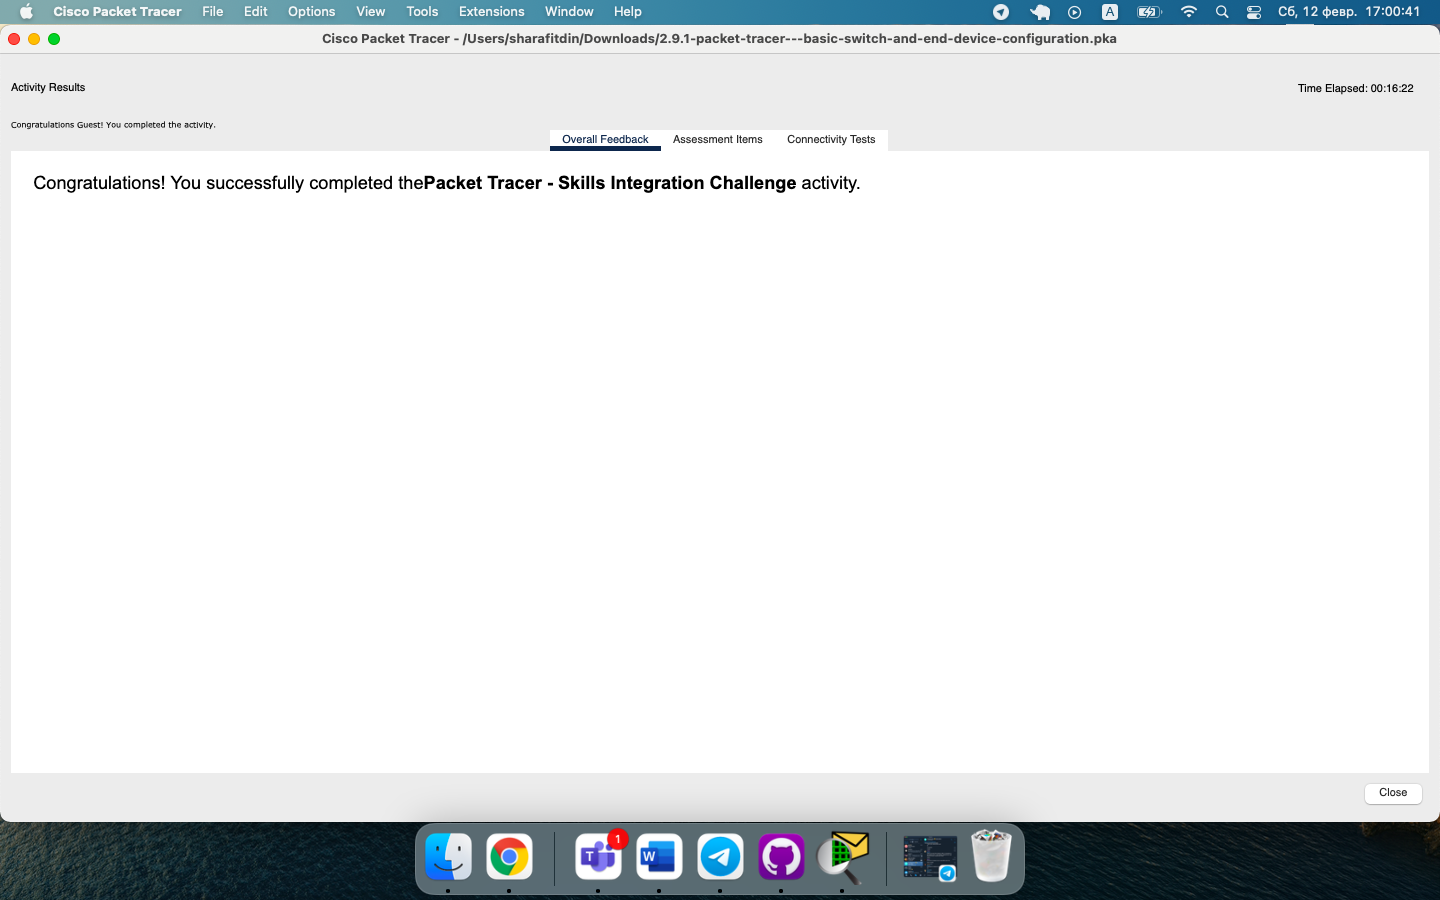 Cisco Packet Tracer File Edit Options View Tools Extensions Window Help A Сб, 12 февр. 17:00:41
Cisco Packet Tracer - /Users/sharafitdin/Downloads/2.9.1-packet-tracer---basic-switch-and-end-device-configuration.pka
Activity Results
Time Elapsed: 00:16:22
Congratulations Guest! You completed the activity.
Overall Feedback Assessment Items Connectivity Tests
Congratulations! You successfully completed thePacket Tracer - Skills Integration Challenge activity.
Close
1
T
W